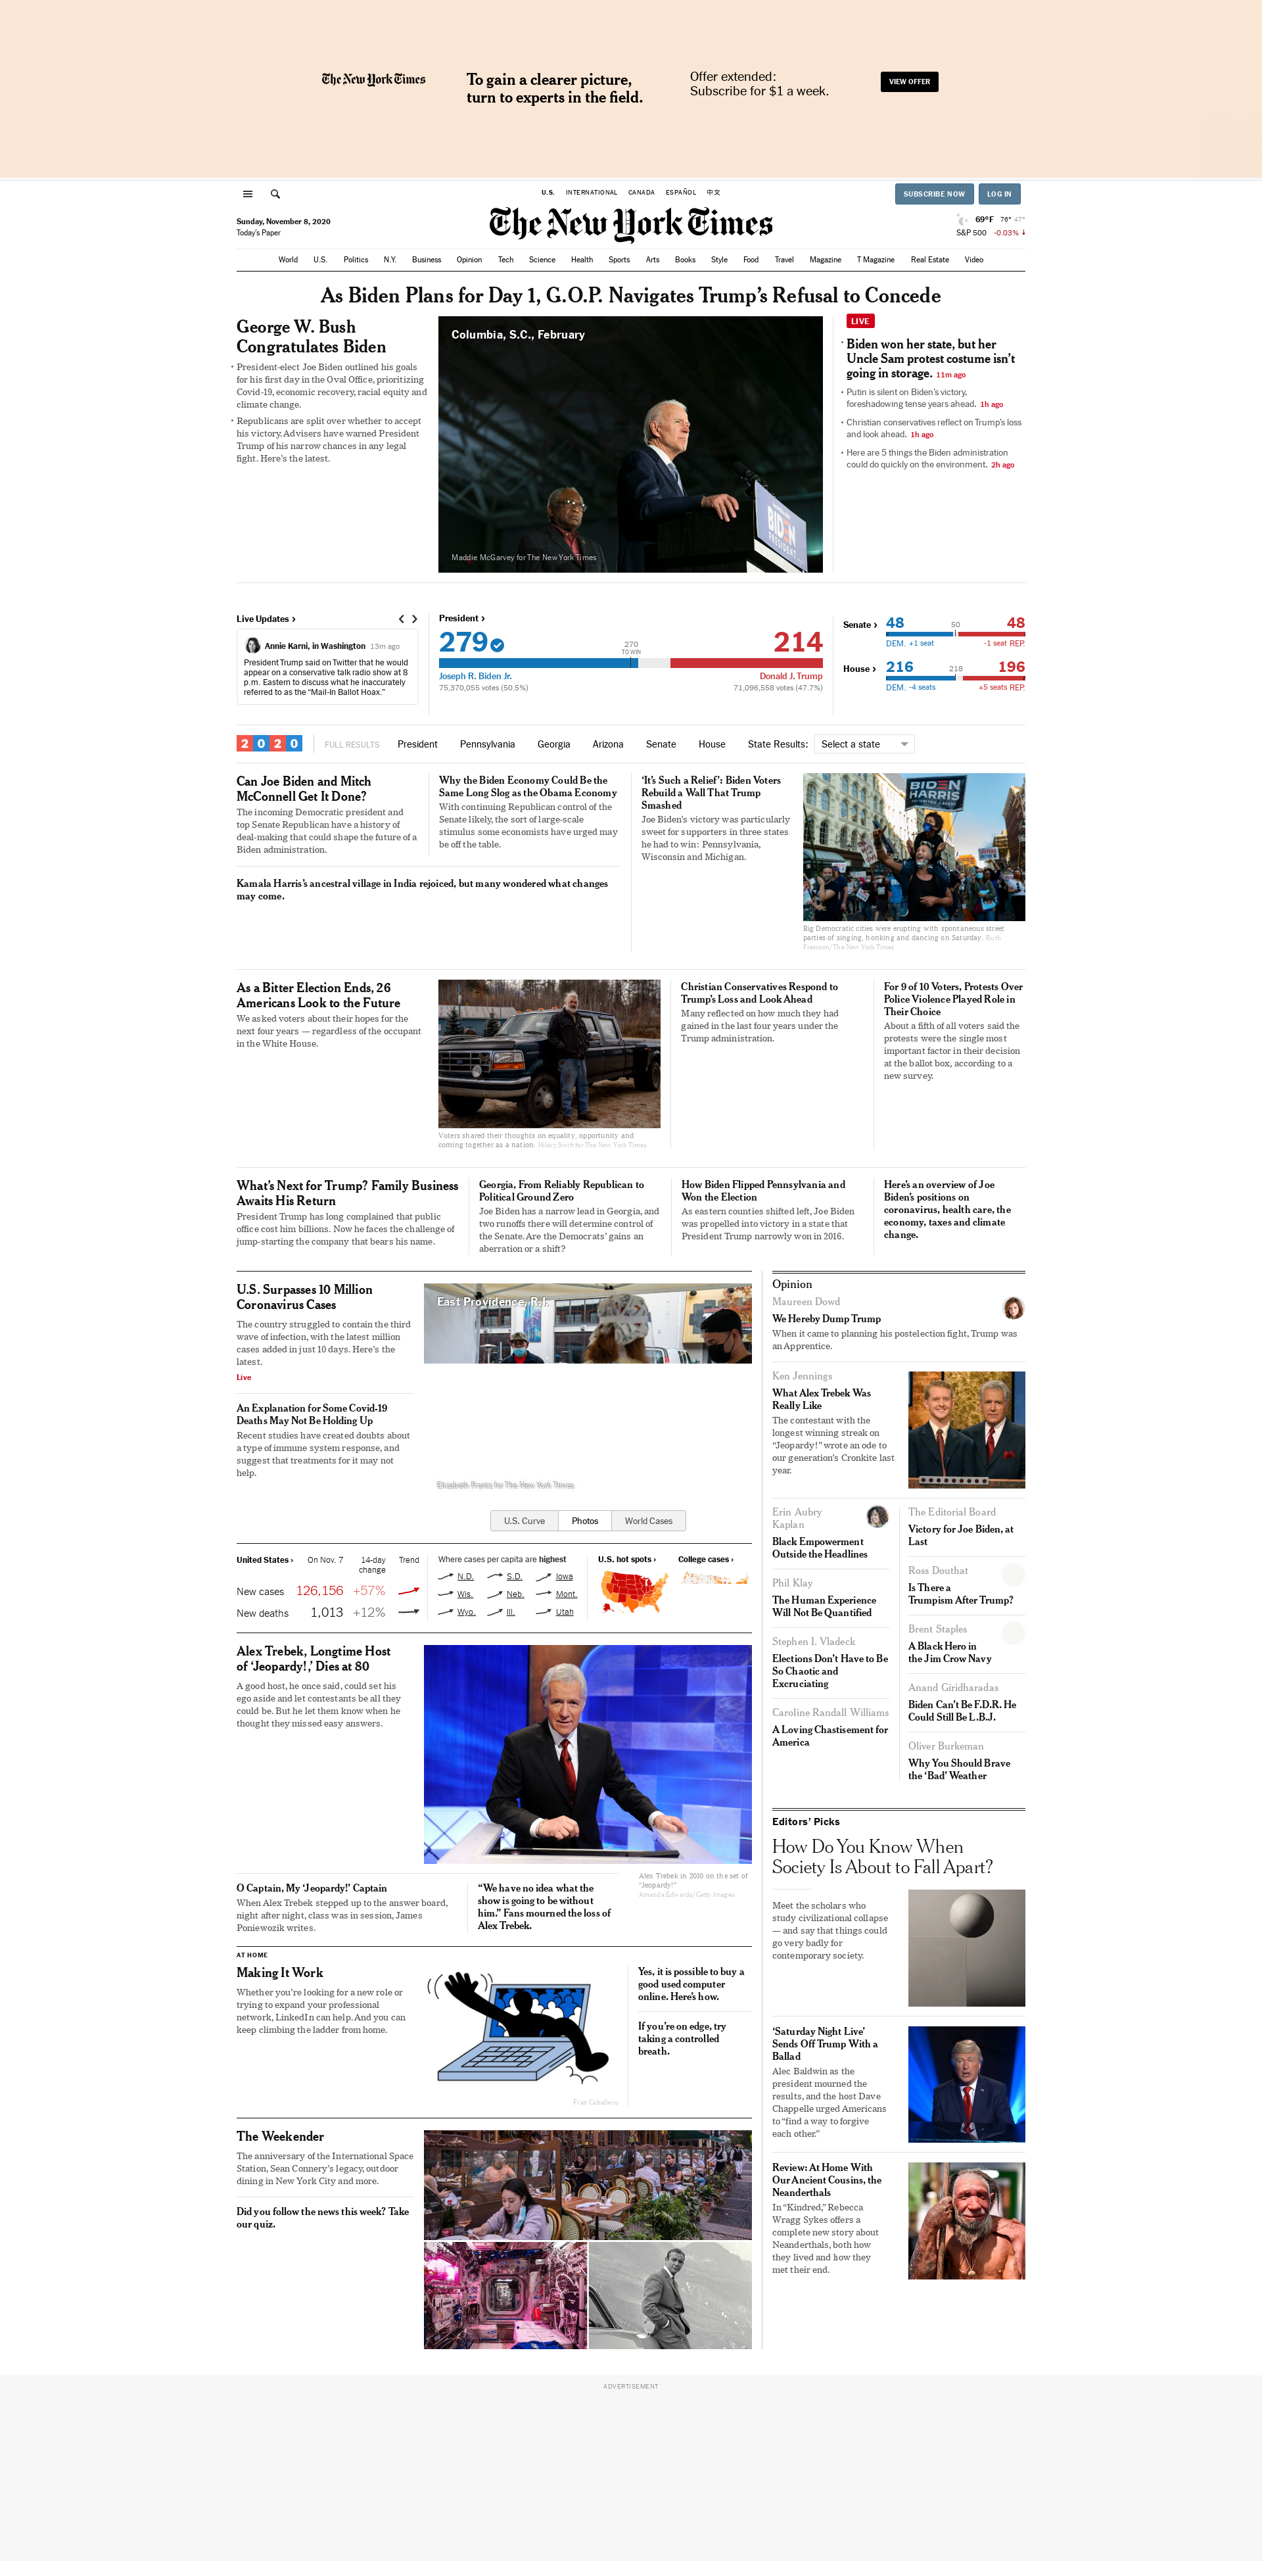 The New York Times
To gain a clearer picture,
turn to experts in the field.
Offer extended:
Subscribe for $1 a week.
VIEW OFFER
U.S. INTERNATIONAL CANADA ESPAÑOL 中文
SUBSCRIBE NOW LOG IN
Sunday, November 8, 2020
Today's Paper
The New York Times
69°F 76° 47°
S&P 500 -0.03%
World U.S. Politics N.Y. Business Opinion Tech Science Health Sports Arts Books Style Food Travel Magazine T Magazine Real Estate Video
As Biden Plans for Day 1, G.O.P. Navigates Trump's Refusal to Concede
George W. Bush
Congratulates Biden
President-elect Joe Biden outlined his goals
for his first day in the Oval Office, prioritizing
Covid-19, economic recovery, racial equity and
climate change.
Republicans are split over whether to accept
his victory. Advisers have warned President
Trump of his narrow chances in any legal
fight. Here's the latest.
Columbia, S.C., February
BIDEN
PRESIDENT
Maddie McGarvey for The New York Times
LIVE
Biden won her state, but her
Uncle Sam protest costume isn't
going in storage. 11m ago
Putin is silent on Biden's victory,
foreshadowing tense years ahead. 1h ago
Christian conservatives reflect on Trump's loss
and look ahead. 1h ago
Here are 5 things the Biden administration
could do quickly on the environment. 2h ago
Live Updates ›
Annie Karni, in Washington 13m ago
President Trump said on Twitter that he would
appear on a conservative talk radio show at 8
p.m. Eastern to discuss what he inaccurately
referred to as the "Mail-In Ballot Hoax."
President ›
279 270 TO WIN 214
Joseph R. Biden Jr. Donald J. Trump
75,370,055 votes (50.5%) 71,096,558 votes (47.7%)
Senate › 48 50 48
DEM. +1 seat -1 seat REP.
House › 216 218 196
DEM. -4 seats +5 seats REP.
2020 FULL RESULTS President Pennsylvania Georgia Arizona Senate House State Results: Select a state
Can Joe Biden and Mitch
McConnell Get It Done?
The incoming Democratic president and
top Senate Republican have a history of
deal-making that could shape the future of a
Biden administration.
Why the Biden Economy Could Be the
Same Long Slog as the Obama Economy
With continuing Republican control of the
Senate likely, the sort of large-scale
stimulus some economists have urged may
be off the table.
Kamala Harris's ancestral village in India rejoiced, but many wondered what changes
may come.
'It's Such a Relief': Biden Voters
Rebuild a Wall That Trump
Smashed
Joe Biden's victory was particularly
sweet for supporters in three states
he had to win: Pennsylvania,
Wisconsin and Michigan.
BIDEN
HARRIS
Big Democratic cities were erupting with spontaneous street
parties of singing, honking and dancing on Saturday. Ruth
Fremson/The New York Times
As a Bitter Election Ends, 26
Americans Look to the Future
We asked voters about their hopes for the
next four years — regardless of the occupant
in the White House.
Voters shared their thoughts on equality, opportunity and
coming together as a nation. Hilary Swift for The New York Times
Christian Conservatives Respond to
Trump's Loss and Look Ahead
Many reflected on how much they had
gained in the last four years under the
Trump administration.
For 9 of 10 Voters, Protests Over
Police Violence Played Role in
Their Choice
About a fifth of all voters said the
protests were the single most
important factor in their decision
at the ballot box, according to a
new survey.
What's Next for Trump? Family Business
Awaits His Return
President Trump has long complained that public
office cost him billions. Now he faces the challenge of
jump-starting the company that bears his name.
Georgia, From Reliably Republican to
Political Ground Zero
Joe Biden has a narrow lead in Georgia, and
two runoffs there will determine control of
the Senate. Are the Democrats' gains an
aberration or a shift?
How Biden Flipped Pennsylvania and
Won the Election
As eastern counties shifted left, Joe Biden
was propelled into victory in a state that
President Trump narrowly won in 2016.
Here's an overview of Joe
Biden's positions on
coronavirus, health care, the
economy, taxes and climate
change.
U.S. Surpasses 10 Million
Coronavirus Cases
The country struggled to contain the third
wave of infection, with the latest million
cases added in just 10 days. Here's the
latest.
Live
An Explanation for Some Covid-19
Deaths May Not Be Holding Up
Recent studies have created doubts about
a type of immune system response, and
suggest that treatments for it may not
help.
East Providence, R.I.
Elizabeth Frantz for The New York Times
U.S. Curve Photos World Cases
United States › On Nov. 7 14-day change Trend
New cases 126,156 +57%
New deaths 1,013 +12%
Where cases per capita are highest
N.D. S.D. Iowa
Wis. Neb. Mont.
Wyo. Ill. Utah
U.S. hot spots › College cases ›
Alex Trebek, Longtime Host
of 'Jeopardy!,' Dies at 80
A good host, he once said, could set his
ego aside and let contestants be all they
could be. But he let them know when he
thought they missed easy answers.
Alex Trebek in 2010 on the set of
"Jeopardy!"
Amanda Edwards/Getty Images
O Captain, My 'Jeopardy!' Captain
When Alex Trebek stepped up to the answer board,
night after night, class was in session, James
Poniewozik writes.
"We have no idea what the
show is going to be without
him." Fans mourned the loss of
Alex Trebek.
AT HOME
Making It Work
Whether you're looking for a new role or
trying to expand your professional
network, LinkedIn can help. And you can
keep climbing the ladder from home.
Fran Caballero
Yes, it is possible to buy a
good used computer
online. Here's how.
If you're on edge, try
taking a controlled
breath.
The Weekender
The anniversary of the International Space
Station, Sean Connery's legacy, outdoor
dining in New York City and more.
Did you follow the news this week? Take
our quiz.
Opinion
Maureen Dowd
We Hereby Dump Trump
When it came to planning his postelection fight, Trump was
an Apprentice.
Ken Jennings
What Alex Trebek Was
Really Like
The contestant with the
longest winning streak on
"Jeopardy!" wrote an ode to
our generation's Cronkite last
year.
Erin Aubry
Kaplan
Black Empowerment
Outside the Headlines
Phil Klay
The Human Experience
Will Not Be Quantified
Stephen I. Vladeck
Elections Don't Have to Be
So Chaotic and
Excruciating
Caroline Randall Williams
A Loving Chastisement for
America
The Editorial Board
Victory for Joe Biden, at
Last
Ross Douthat
Is There a
Trumpism After Trump?
Brent Staples
A Black Hero in
the Jim Crow Navy
Anand Giridharadas
Biden Can't Be F.D.R. He
Could Still Be L.B.J.
Oliver Burkeman
Why You Should Brave
the 'Bad' Weather
Editors' Picks
How Do You Know When
Society Is About to Fall Apart?
Meet the scholars who
study civilizational collapse
— and say that things could
go very badly for
contemporary society.
'Saturday Night Live'
Sends Off Trump With a
Ballad
Alec Baldwin as the
president mourned the
results, and the host Dave
Chappelle urged Americans
to "find a way to forgive
each other."
Review: At Home With
Our Ancient Cousins, the
Neanderthals
In "Kindred," Rebecca
Wragg Sykes offers a
complete new story about
Neanderthals, both how
they lived and how they
met their end.
ADVERTISEMENT